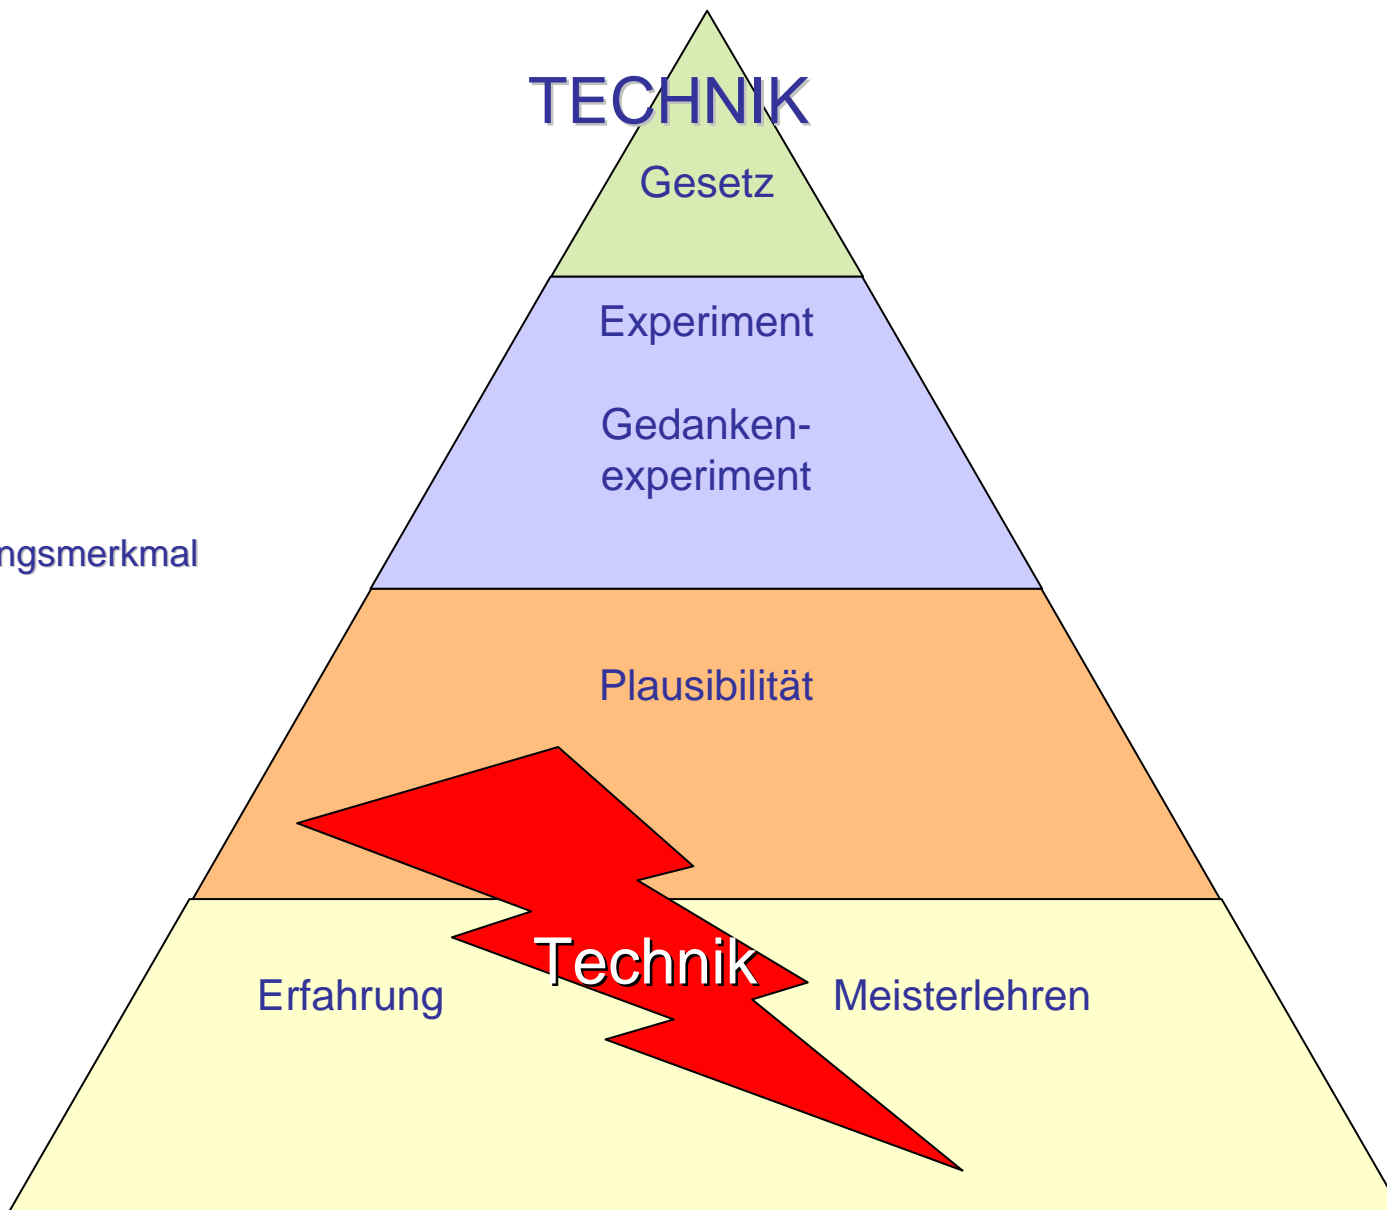 TECHNIK
Gesetz
Experiment
Gedanken-
experiment
ngsmerkmal
Plausibilität
Technik
Erfahrung
Meisterlehren